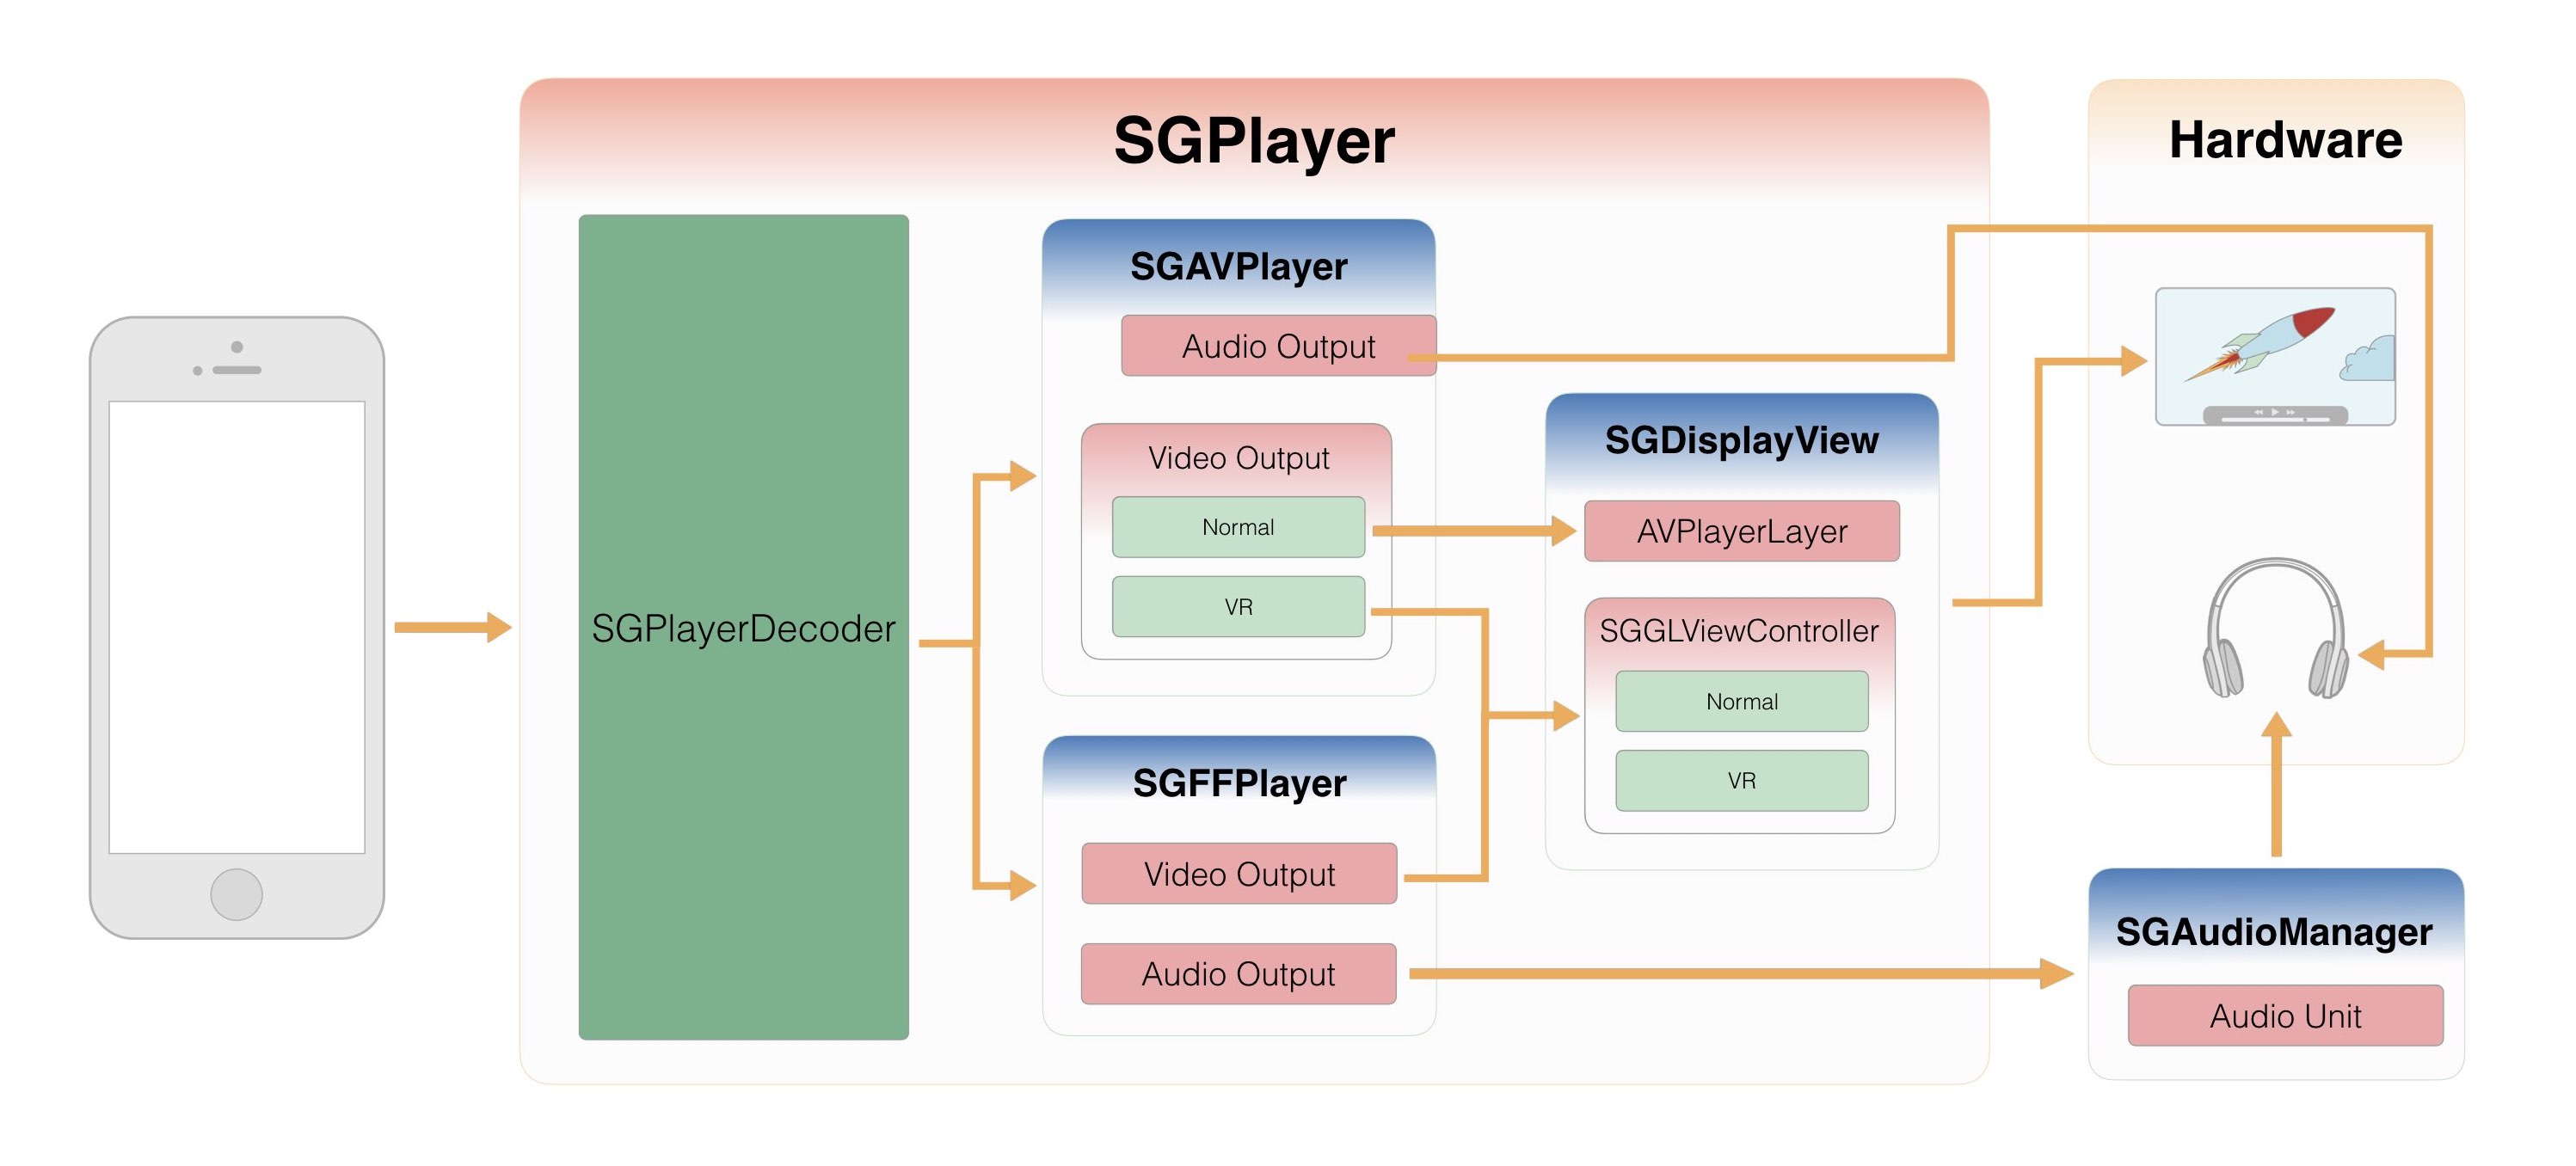 SGPlayer
Hardware
SGPlayerDecoder
SGAVPlayer
Audio Output
Video Output
Normal
VR
SGFFPlayer
Video Output
Audio Output
SGDisplayView
AVPlayerLayer
SGGLViewController
Normal
VR
SGAudioManager
Audio Unit